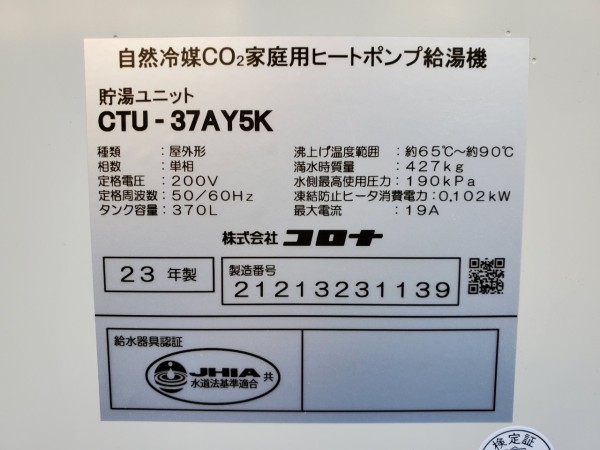 自然冷媒CO₂家庭用ヒートポンプ給湯機
貯湯ユニット
CTU-37AY5K
種類 : 屋外形
相数 : 単相
定格電圧 : 200V
定格周波数 : 50/60Hz
タンク容量 : 370L
沸上げ温度範囲 : 約65℃~約90℃
満水時質量 : 427kg
水側最高使用圧力 : 190kPa
凍結防止ヒータ消費電力 : 0.102kW
最大電流 : 19A
株式会社 コロナ
23 年製
製造番号
21213231139
給水器具認証
JHIA 共
水道法基準適合
検定証